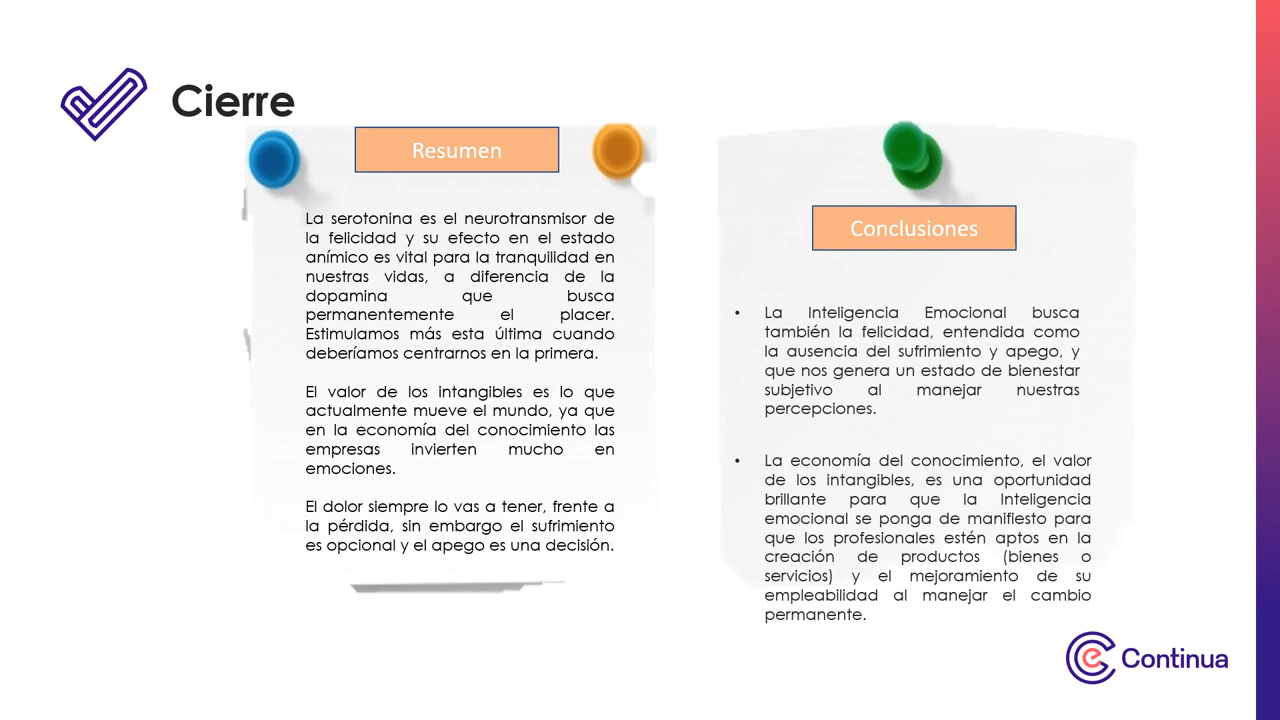 Cierre
Resumen
La serotonina es el neurotransmisor de
la felicidad y su efecto en el estado
anímico es vital para la tranquilidad en
nuestras vidas, a diferencia de la
dopamina que busca
permanentemente el placer.
Estimulamos más esta última cuando
deberíamos centrarnos en la primera.
El valor de los intangibles es lo que
actualmente mueve el mundo, ya que
en la economía del conocimiento las
empresas invierten mucho en
emociones.
El dolor siempre lo vas a tener, frente a
la pérdida, sin embargo el sufrimiento
es opcional y el apego es una decisión.
Conclusiones
• La Inteligencia Emocional busca
también la felicidad, entendida como
la ausencia del sufrimiento y apego, y
que nos genera un estado de bienestar
subjetivo al manejar nuestras
percepciones.
• La economía del conocimiento, el valor
de los intangibles, es una oportunidad
brillante para que la Inteligencia
emocional se ponga de manifiesto para
que los profesionales estén aptos en la
creación de productos (bienes o
servicios) y el mejoramiento de su
empleabilidad al manejar el cambio
permanente.
e Continua